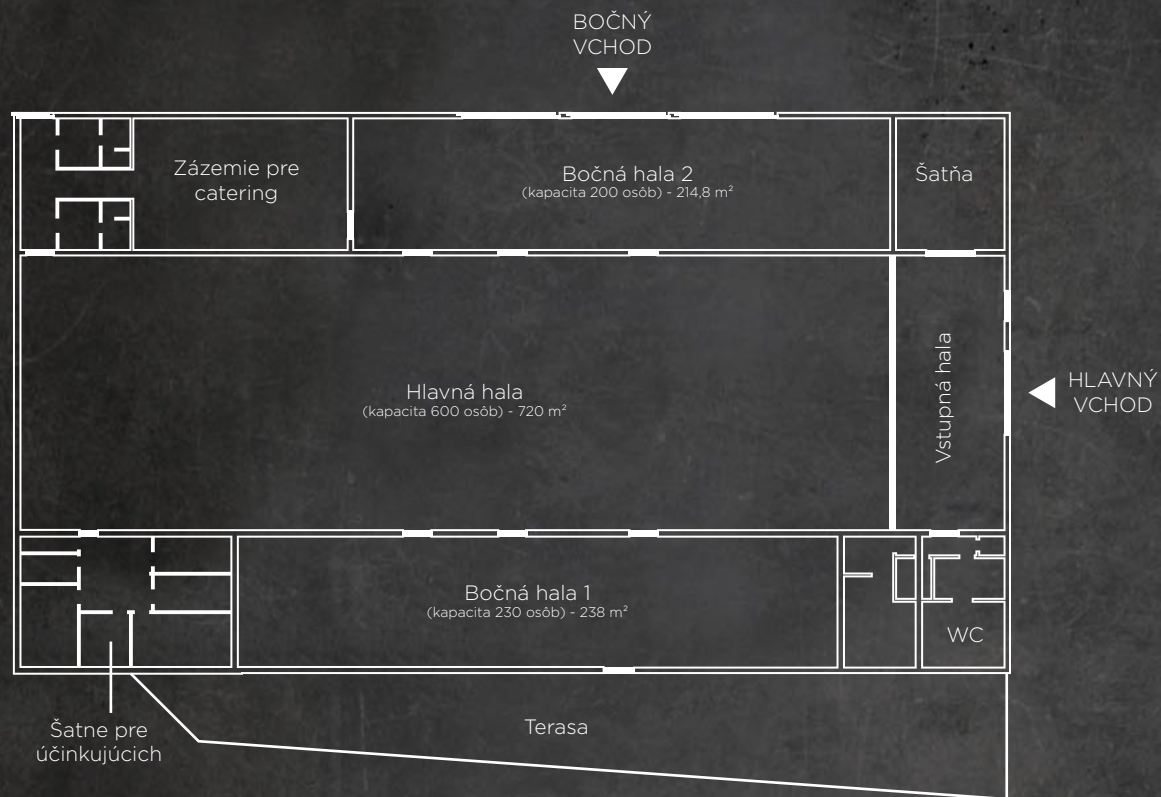 BOČNÝ
VCHOD
Zázemie pre
catering
Bočná hala 2
(kapacita 200 osôb) - 214,8 m²
Šatňa
Hlavná hala
(kapacita 600 osôb) - 720 m²
Vstupná hala
HLAVNÝ
VCHOD
Bočná hala 1
(kapacita 230 osôb) - 238 m²
WC
Šatne pre
účinkujúcich
Terasa